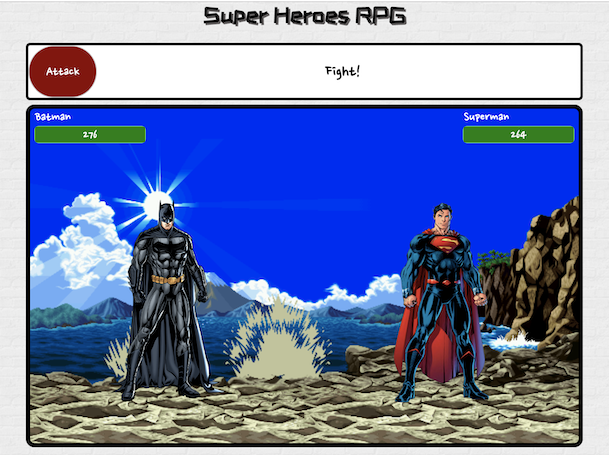 Super Heroes RPG
Attack
Fight!
Batman
Superman
276
264